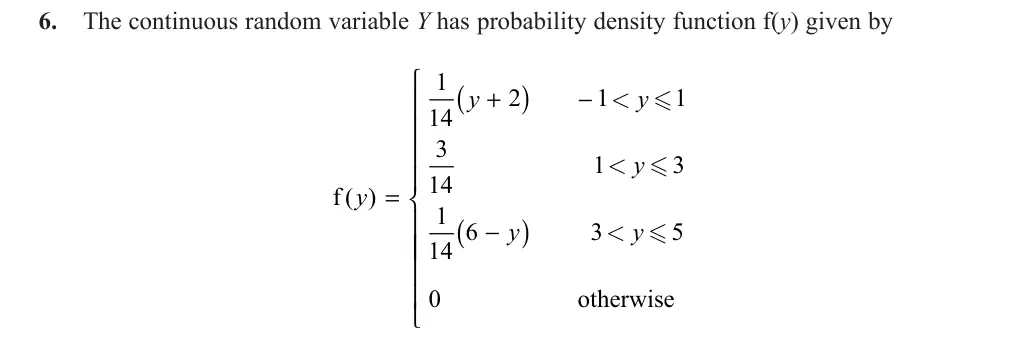 6. The continuous random variable Y has probability density function f(y) given by
1/14 (y + 2) − 1 < y ⩽ 1
3/14 1 < y ⩽ 3
f(y) =
1/14 (6 − y) 3 < y ⩽ 5
0 otherwise